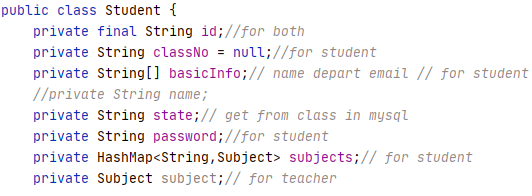 public class Student {
private final String id;//for both
private String classNo = null;//for student
private String[] basicInfo;// name depart email // for student
//private String name;
private String state;// get from class in mysql
private String password;//for student
private HashMap<String,Subject> subjects;// for student
private Subject subject;// for teacher